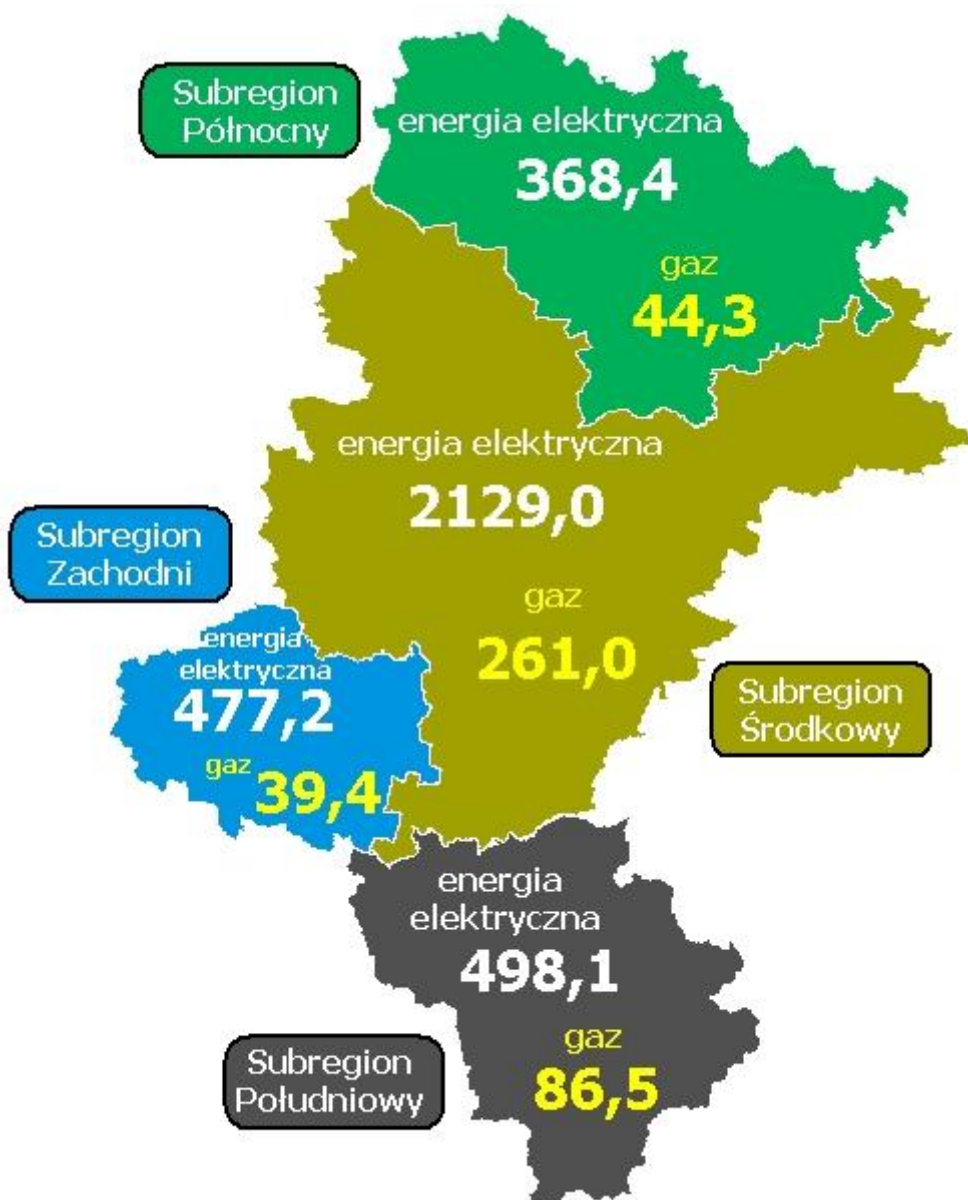 Subregion
Północny
energia elektryczna
368,4
gaz
44,3
energia elektryczna
2129,0
gaz
261,0
Subregion
Zachodni
energia
elektryczna
477,2
gaz 39,4
Subregion
Środkowy
energia
elektryczna
498,1
gaz
86,5
Subregion
Południowy